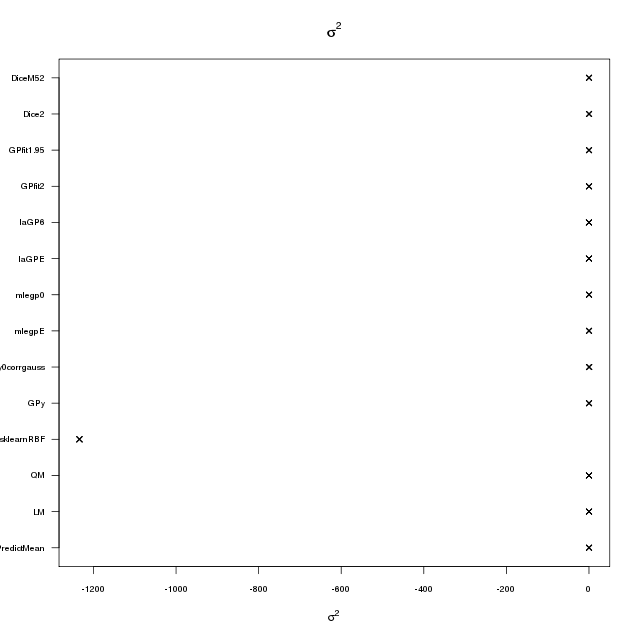 σ²
DiceM52
Dice2
GPfit1.95
GPfit2
laGP6
laGPE
mlegp0
mlegpE
y0corrgauss
GPy
sklearnRBF
QM
LM
PredictMean
-1200 -1000 -800 -600 -400 -200 0
σ²